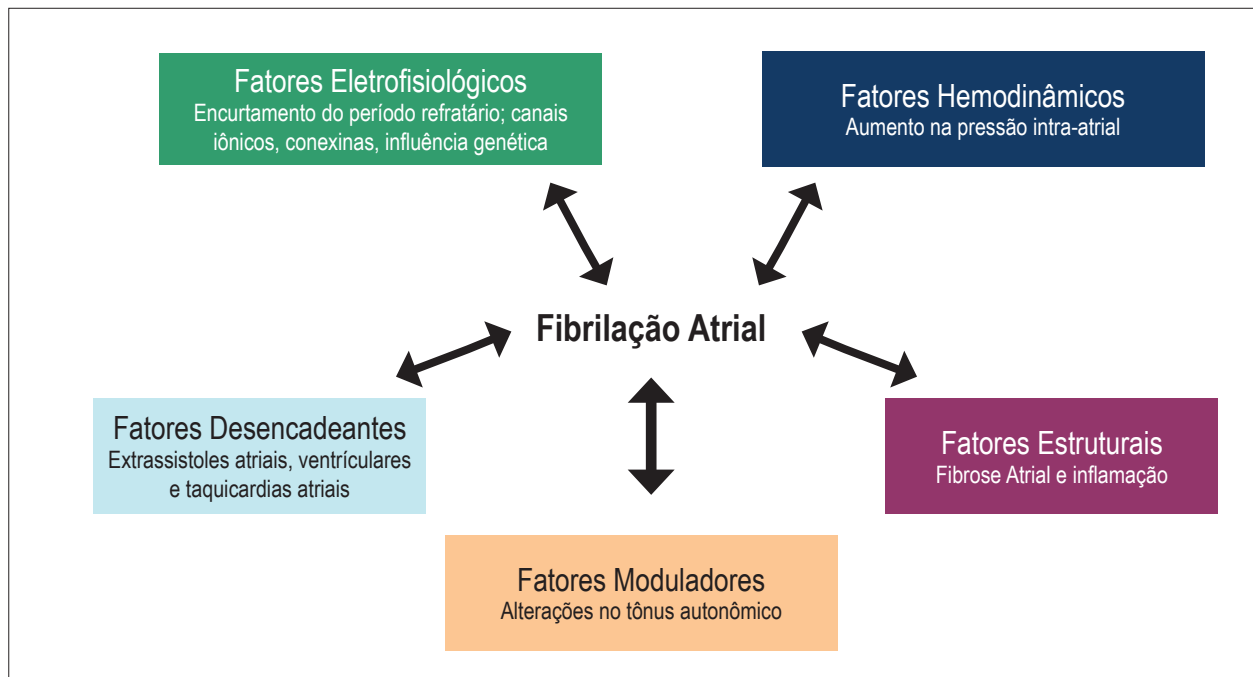 Fatores Eletrofisiológicos
Encurtamento do período refratário; canais
iônicos, conexinas, influência genética
Fatores Hemodinâmicos
Aumento na pressão intra-atrial
Fibrilação Atrial
Fatores Desencadeantes
Extrassistoles atriais, ventrículares
e taquicardias atriais
Fatores Estruturais
Fibrose Atrial e inflamação
Fatores Moduladores
Alterações no tônus autonômico